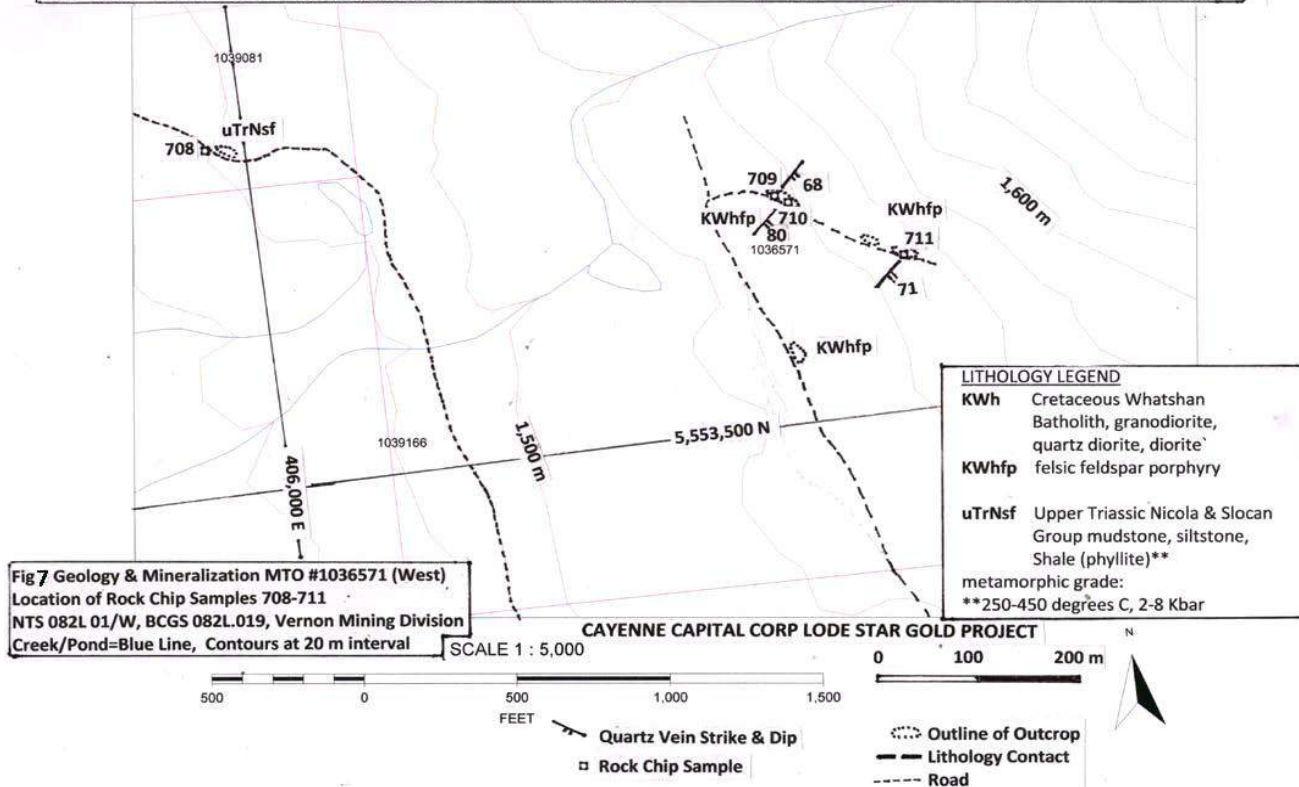 1039081
uTrNsf
708
709
68
KWhfp
710
80
1036571
KWhfp
711
71
1,600 m
KWhfp
5,553,500 N
1,500 m
1039166
406,000 E
LITHOLOGY LEGEND
KWh Cretaceous Whatshan
Batholith, granodiorite,
quartz diorite, diorite`
KWhfp felsic feldspar porphyry
uTrNsf Upper Triassic Nicola & Slocan
Group mudstone, siltstone,
Shale (phyllite)**
metamorphic grade:
**250-450 degrees C, 2-8 Kbar
Fig 7 Geology & Mineralization MTO #1036571 (West)
Location of Rock Chip Samples 708-711
NTS 082L 01/W, BCGS 082L.019, Vernon Mining Division
Creek/Pond=Blue Line, Contours at 20 m interval
CAYENNE CAPITAL CORP LODE STAR GOLD PROJECT
SCALE 1 : 5,000
0 100 200 m
N
500 0 500 1,000 1,500
FEET
Quartz Vein Strike & Dip
Rock Chip Sample
Outline of Outcrop
Lithology Contact
Road